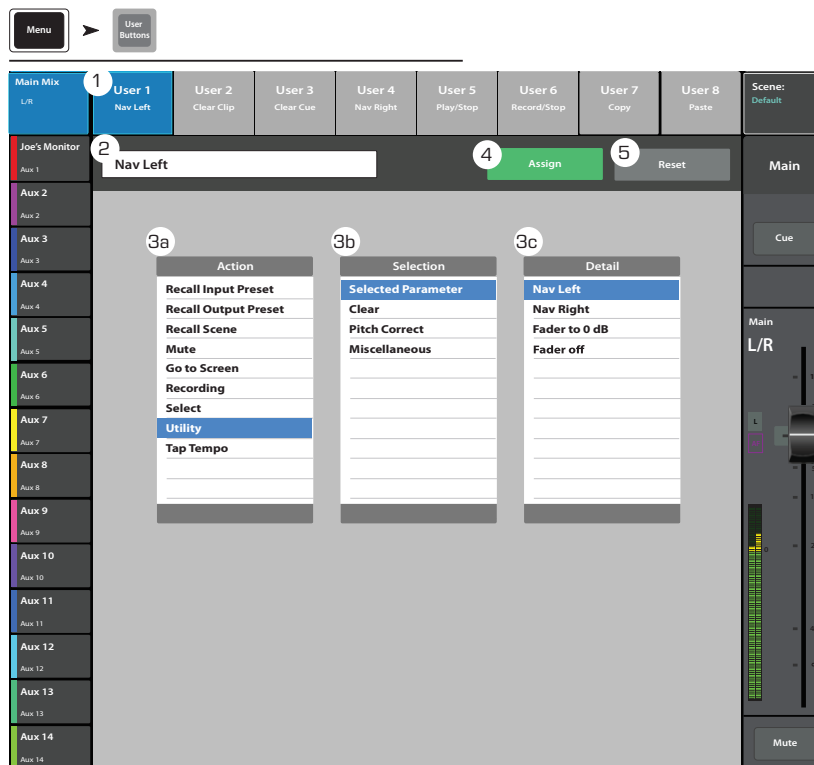 Menu
User
Buttons
Main Mix
L/R
1
User 1
Nav Left
User 2
Clear Clip
User 3
Clear Cue
User 4
Nav Right
User 5
Play/Stop
User 6
Record/Stop
User 7
Copy
User 8
Paste
Scene:
Default
Joe's Monitor
Aux 1
2
Nav Left
4
Assign
5
Reset
Main
Aux 2
Aux 2
Aux 3
Aux 3
Cue
3a
Action
Recall Input Preset
Recall Output Preset
Recall Scene
Mute
Go to Screen
Recording
Select
Utility
Tap Tempo
3b
Selection
Selected Parameter
Clear
Pitch Correct
Miscellaneous
3c
Detail
Nav Left
Nav Right
Fader to 0 dB
Fader off
Aux 4
Aux 4
Aux 5
Aux 5
Aux 6
Aux 6
Aux 7
Aux 7
Aux 8
Aux 8
Aux 9
Aux 9
Aux 10
Aux 10
Aux 11
Aux 11
Aux 12
Aux 12
Aux 13
Aux 13
Aux 14
Aux 14
Main
L/R
L
0
Mute